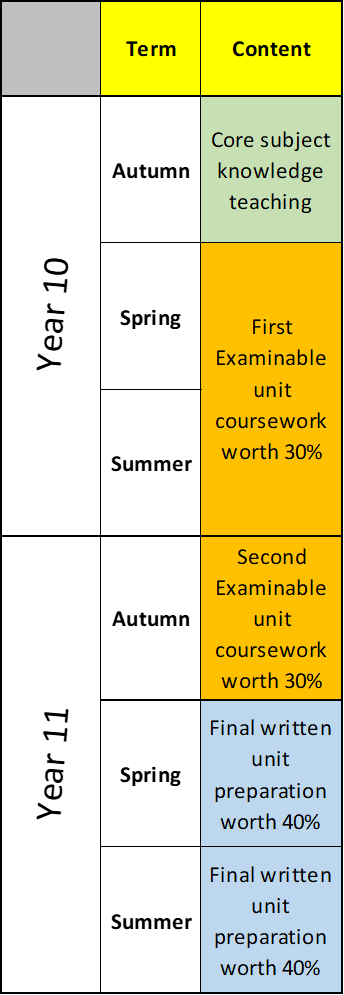 Term Content
Year 10
Autumn
Core subject
knowledge
teaching
Spring
Summer
First
Examinable
unit
coursework
worth 30%
Year 11
Autumn
Second
Examinable
unit
coursework
worth 30%
Spring
Final written
unit
preparation
worth 40%
Summer
Final written
unit
preparation
worth 40%